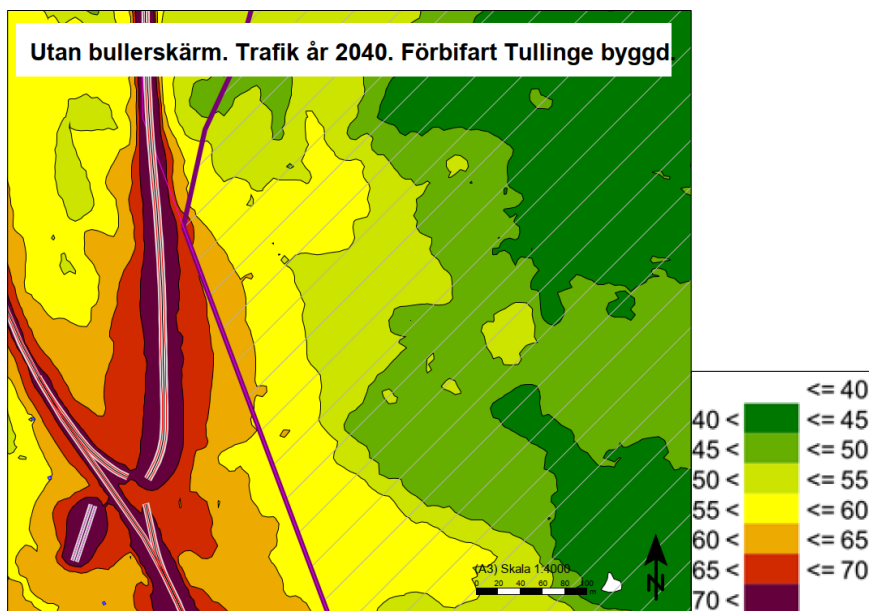 Utan bullerskärm. Trafik år 2040. Förbifart Tullinge byggd.
(A3) Skala 1:4000
0 20 40 60 80 100
m
N
<= 40
40 < <= 45
45 < <= 50
50 < <= 55
55 < <= 60
60 < <= 65
65 < <= 70
70 <